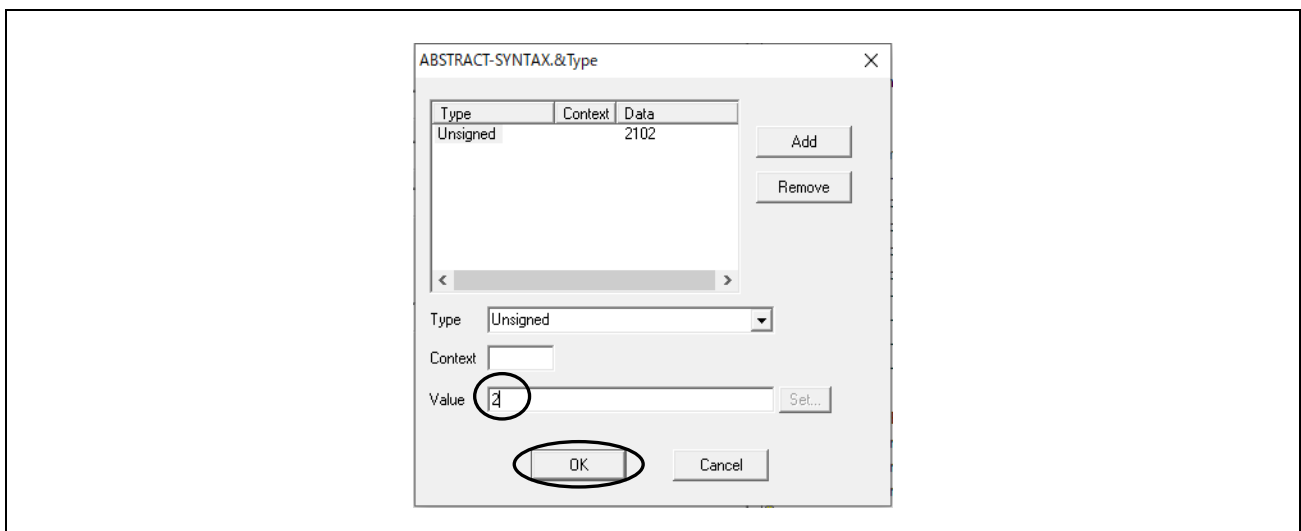 ABSTRACT-SYNTAX.&Type
Type Context Data
Unsigned 2102
Add
Remove
Type Unsigned
Context
Value 2 Set...
OK Cancel